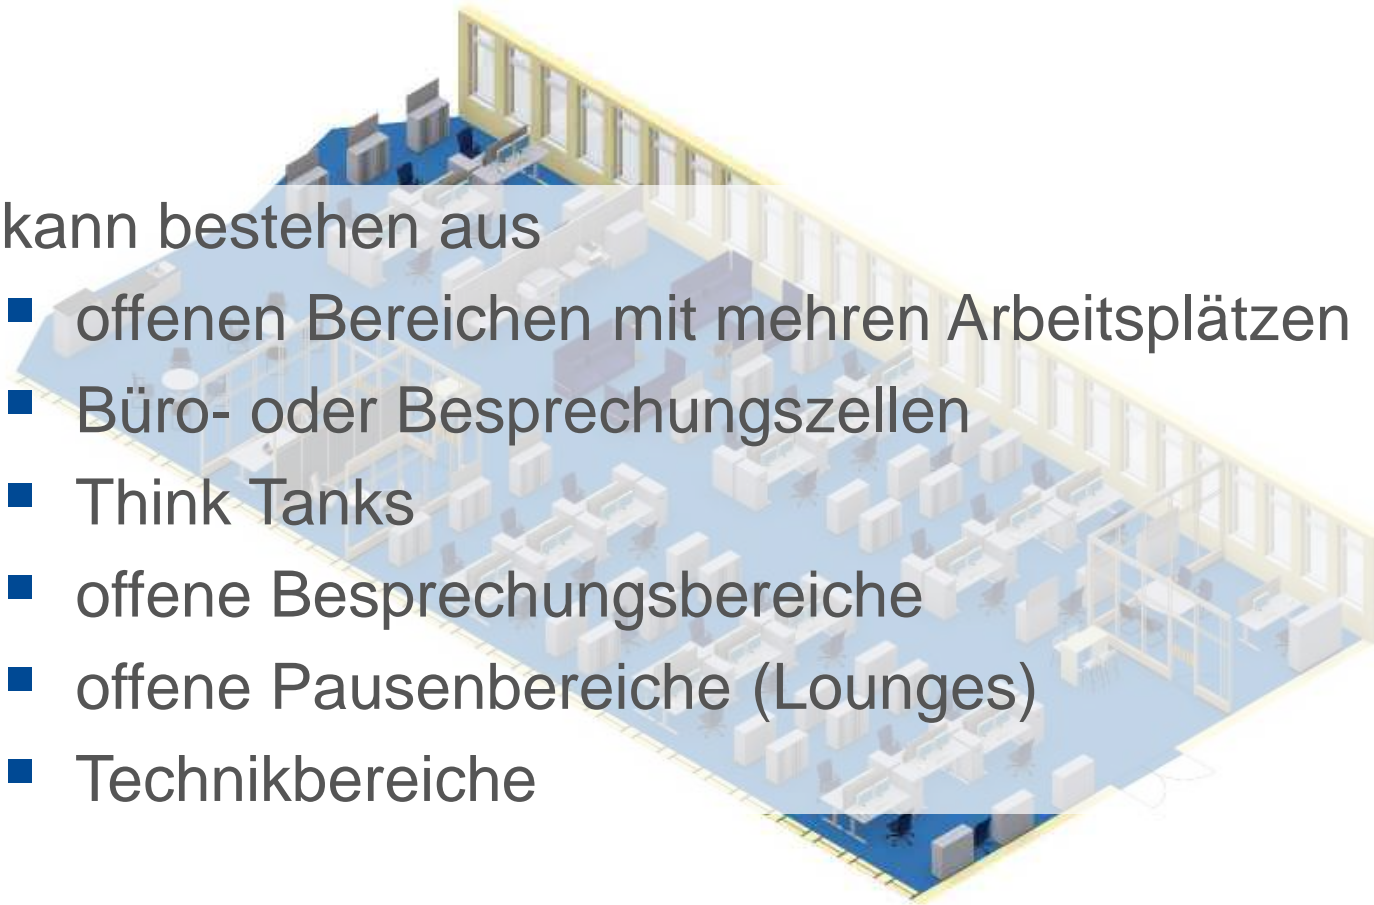 kann bestehen aus
▪ offenen Bereichen mit mehren Arbeitsplätzen
▪ Büro- oder Besprechungszellen
▪ Think Tanks
▪ offene Besprechungsbereiche
▪ offene Pausenbereiche (Lounges)
▪ Technikbereiche